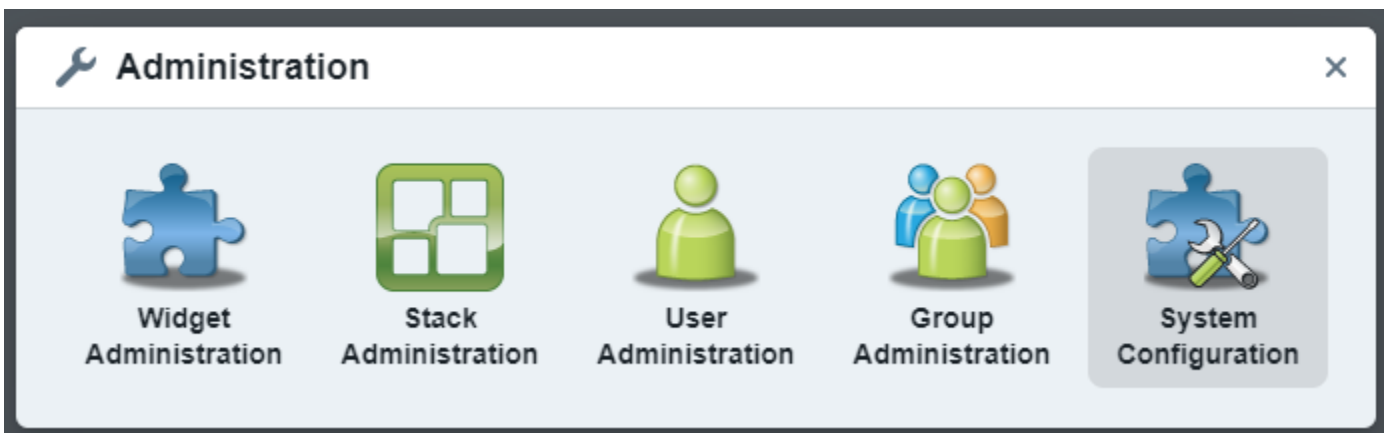 Administration
Widget
Administration
Stack
Administration
User
Administration
Group
Administration
System
Configuration